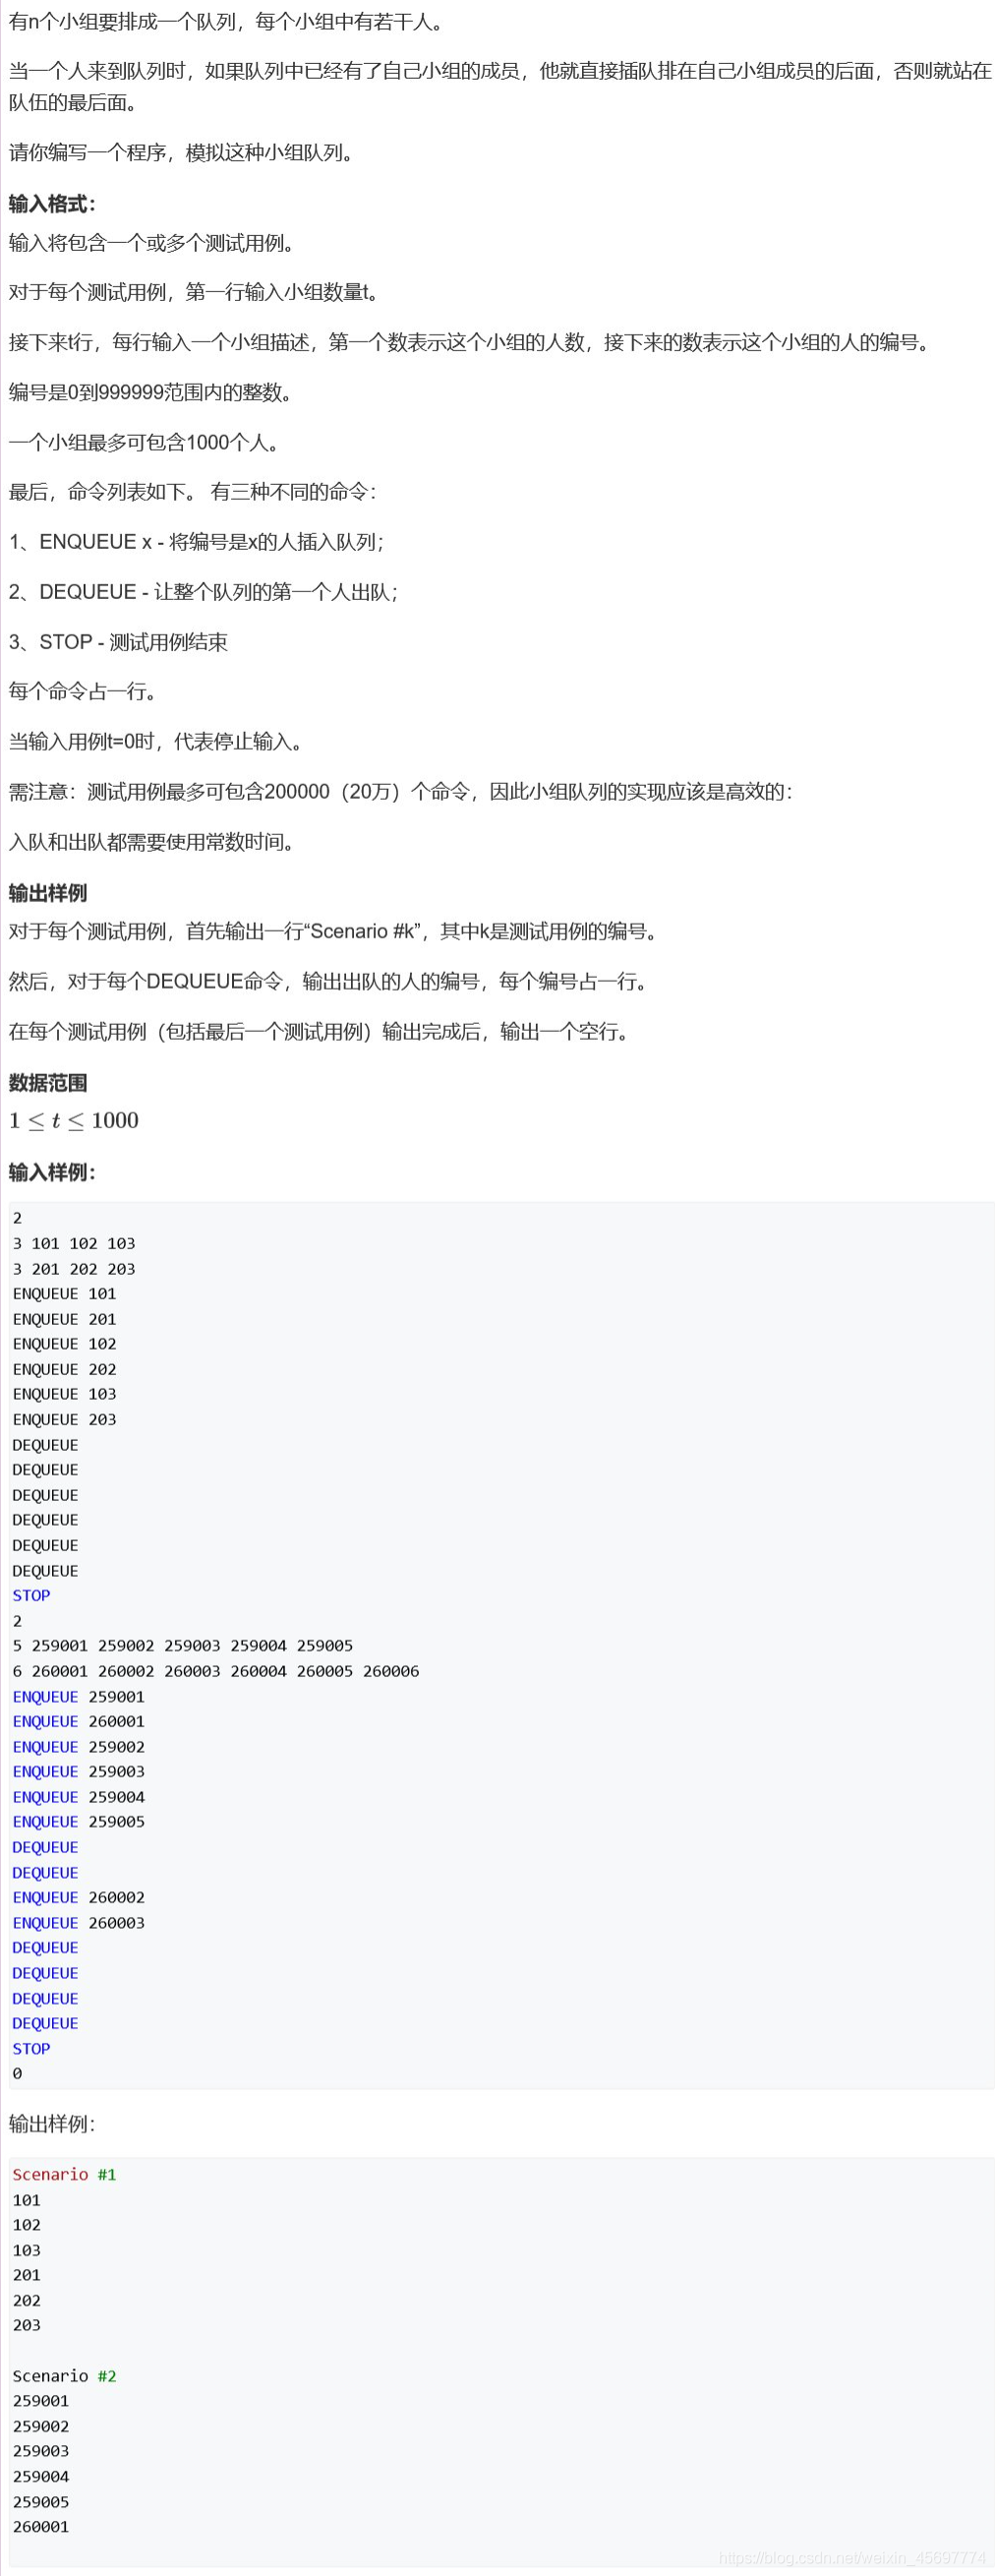 有n个小组要排成一个队列，每个小组中有若干人。
当一个人来到队列时，如果队列中已经有了自己小组的成员，他就直接插队排在自己小组成员的后面，否则就站在
队伍的最后面。
请你编写一个程序，模拟这种小组队列。
输入格式：
输入将包含一个或多个测试用例。
对于每个测试用例，第一行输入小组数量t。
接下来t行，每行输入一个小组描述，第一个数表示这个小组的人数，接下来的数表示这个小组的人的编号。
编号是0到999999范围内的整数。
一个小组最多可包含1000个人。
最后，命令列表如下。 有三种不同的命令：
1、ENQUEUE x - 将编号是x的人插入队列；
2、DEQUEUE - 让整个队列的第一个人出队；
3、STOP - 测试用例结束
每个命令占一行。
当输入用例t=0时，代表停止输入。
需注意：测试用例最多可包含200000（20万）个命令，因此小组队列的实现应该是高效的：
入队和出队都需要使用常数时间。
输出样例
对于每个测试用例，首先输出一行“Scenario #k”，其中k是测试用例的编号。
然后，对于每个DEQUEUE命令，输出出队的人的编号，每个编号占一行。
在每个测试用例（包括最后一个测试用例）输出完成后，输出一个空行。
数据范围
1 ≤ t ≤ 1000
输入样例：
2
3 101 102 103
3 201 202 203
ENQUEUE 101
ENQUEUE 201
ENQUEUE 102
ENQUEUE 202
ENQUEUE 103
ENQUEUE 203
DEQUEUE
DEQUEUE
DEQUEUE
DEQUEUE
DEQUEUE
DEQUEUE
STOP
2
5 259001 259002 259003 259004 259005
6 260001 260002 260003 260004 260005 260006
ENQUEUE 259001
ENQUEUE 260001
ENQUEUE 259002
ENQUEUE 259003
ENQUEUE 259004
ENQUEUE 259005
DEQUEUE
DEQUEUE
ENQUEUE 260002
ENQUEUE 260003
DEQUEUE
DEQUEUE
DEQUEUE
DEQUEUE
STOP
0
输出样例：
Scenario #1
101
102
103
201
202
203
Scenario #2
259001
259002
259003
259004
259005
260001
https://blog.csdn.net/weixin_45697774